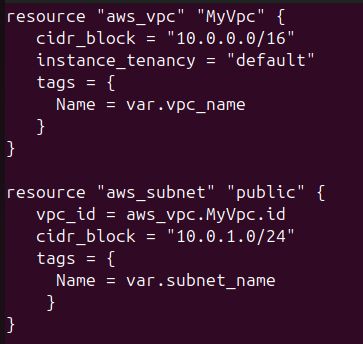 resource "aws_vpc" "MyVpc" {
   cidr_block = "10.0.0.0/16"
   instance_tenancy = "default"
   tags = {
     Name = var.vpc_name
   }
}

resource "aws_subnet" "public" {
   vpc_id = aws_vpc.MyVpc.id
   cidr_block = "10.0.1.0/24"
   tags = {
     Name = var.subnet_name
    }
}